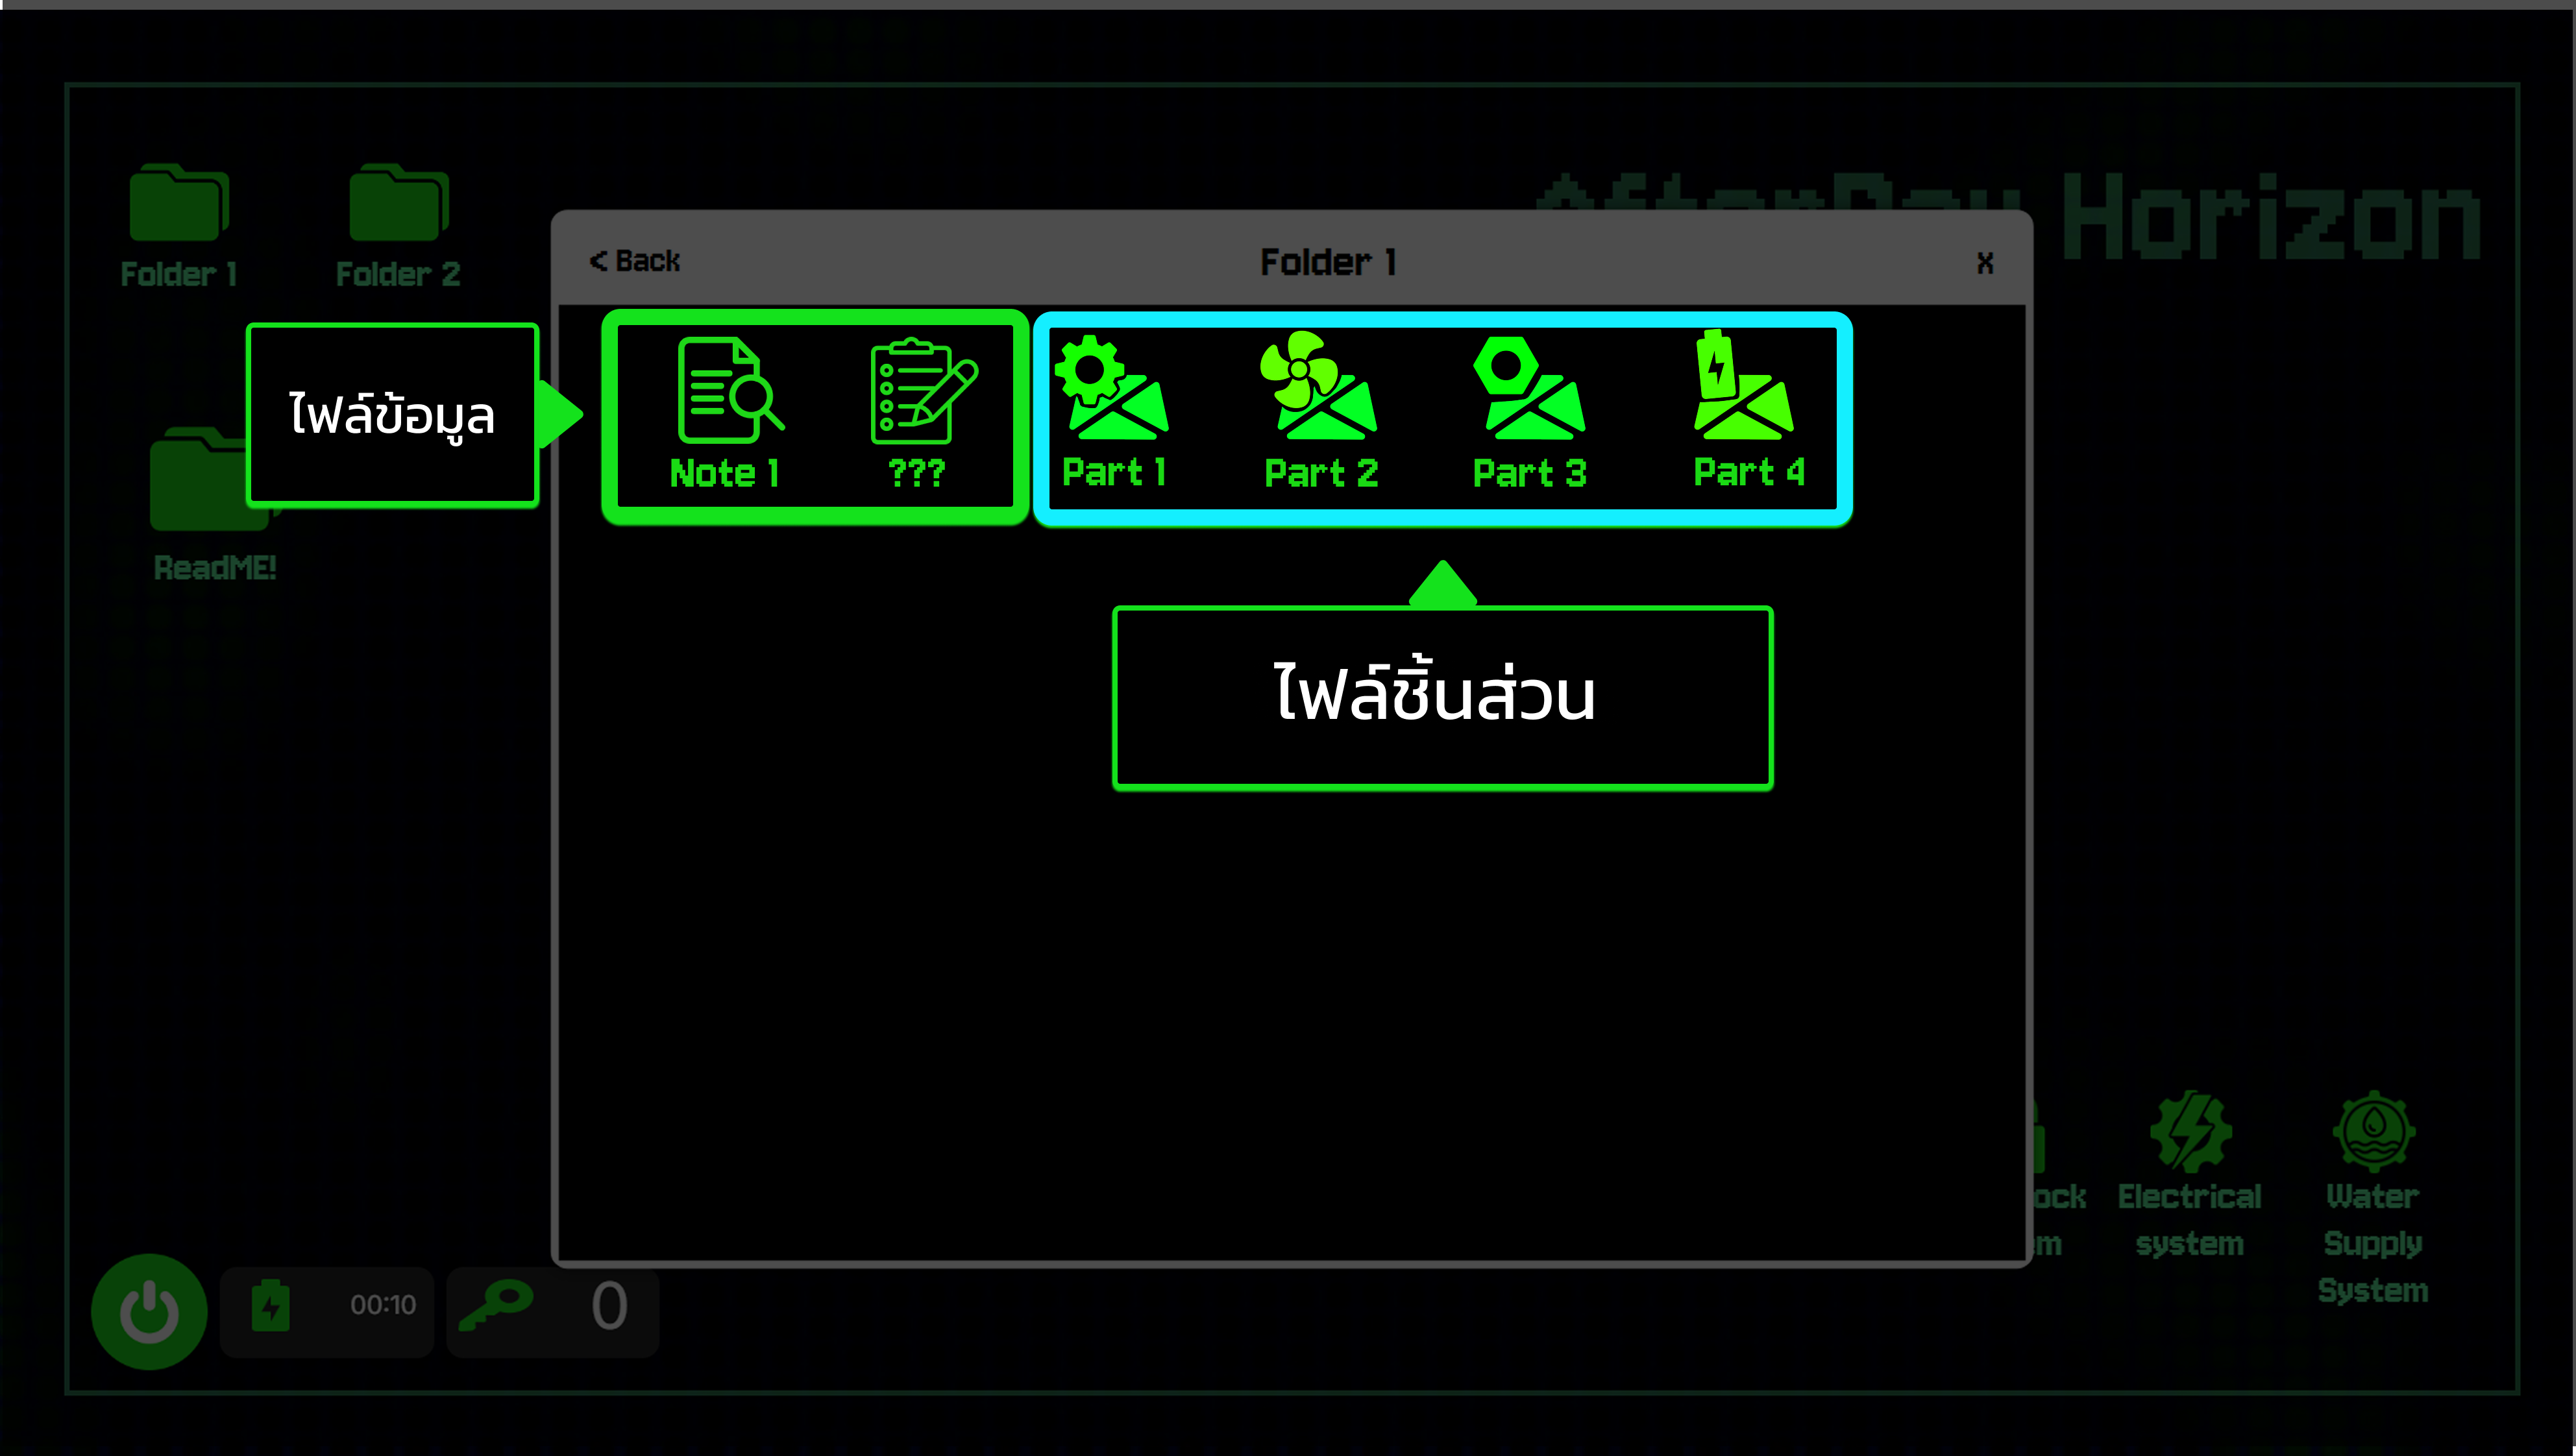 Folder 1
Folder 2
Horizon
< Back
Folder 1
x
ไฟล์ข้อมูล
Note 1
???
Part 1
Part 2
Part 3
Part 4
ReadME!
ไฟล์ชิ้นส่วน
Electrical
system
Water
Supply
System
00:10
0